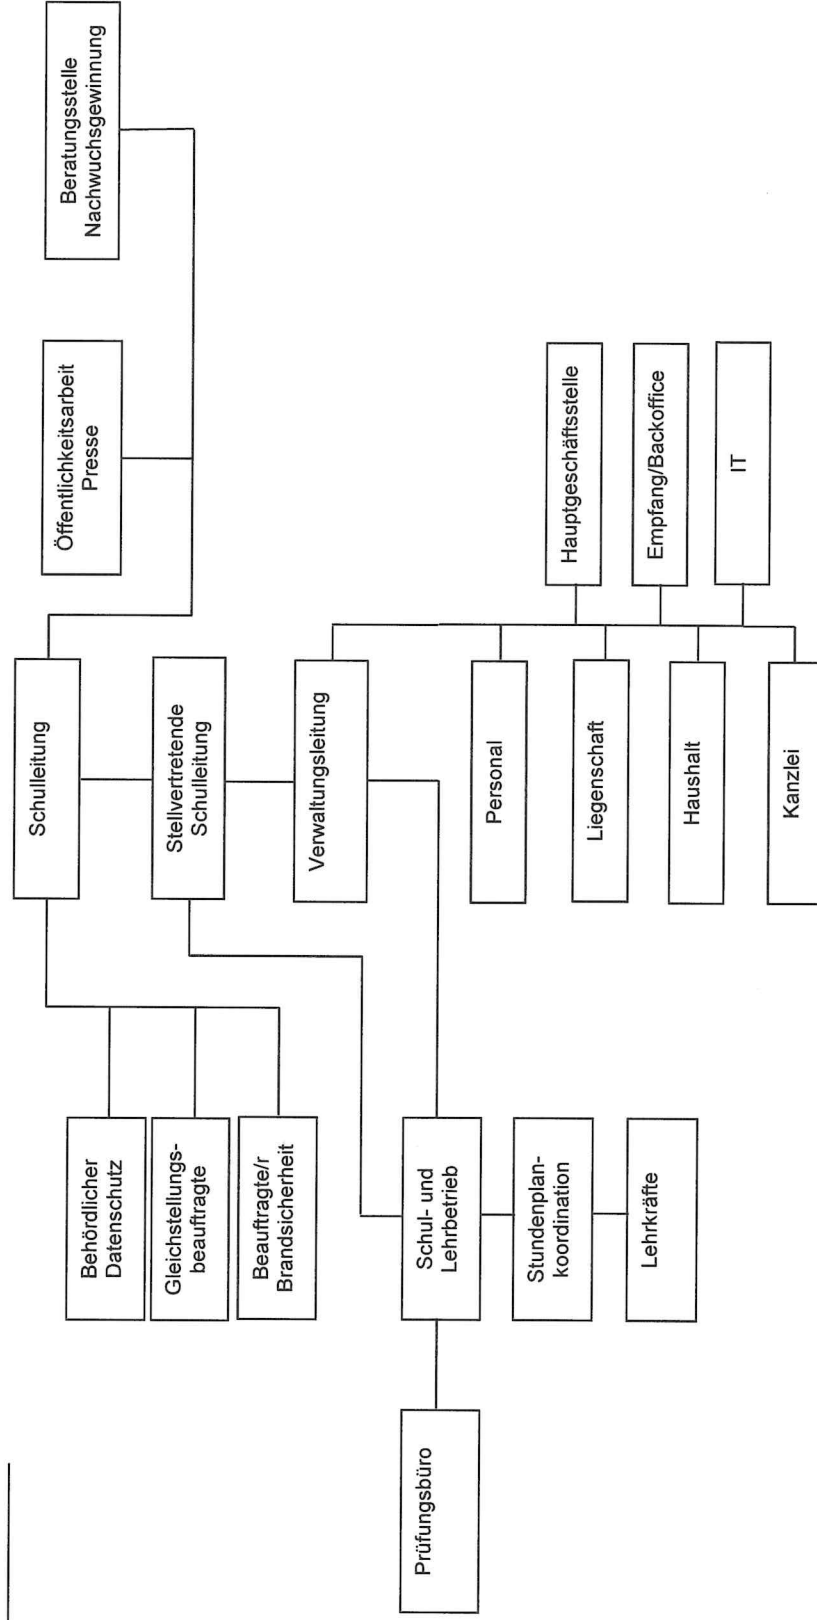 Beratungsstelle
Nachwuchsgewinnung
Öffentlichkeitsarbeit
Presse
Schulleitung
Stellvertretende
Schulleitung
Verwaltungsleitung
Behördlicher
Datenschutz
Gleichstellungs-
beauftragte
Beauftragte/r
Brandsicherheit
Schul- und
Lehrbetrieb
Stundenplan-
koordination
Lehrkräfte
Prüfungsbüro
Personal
Liegenschaft
Haushalt
Kanzlei
Hauptgeschäftsstelle
Empfang/Backoffice
IT